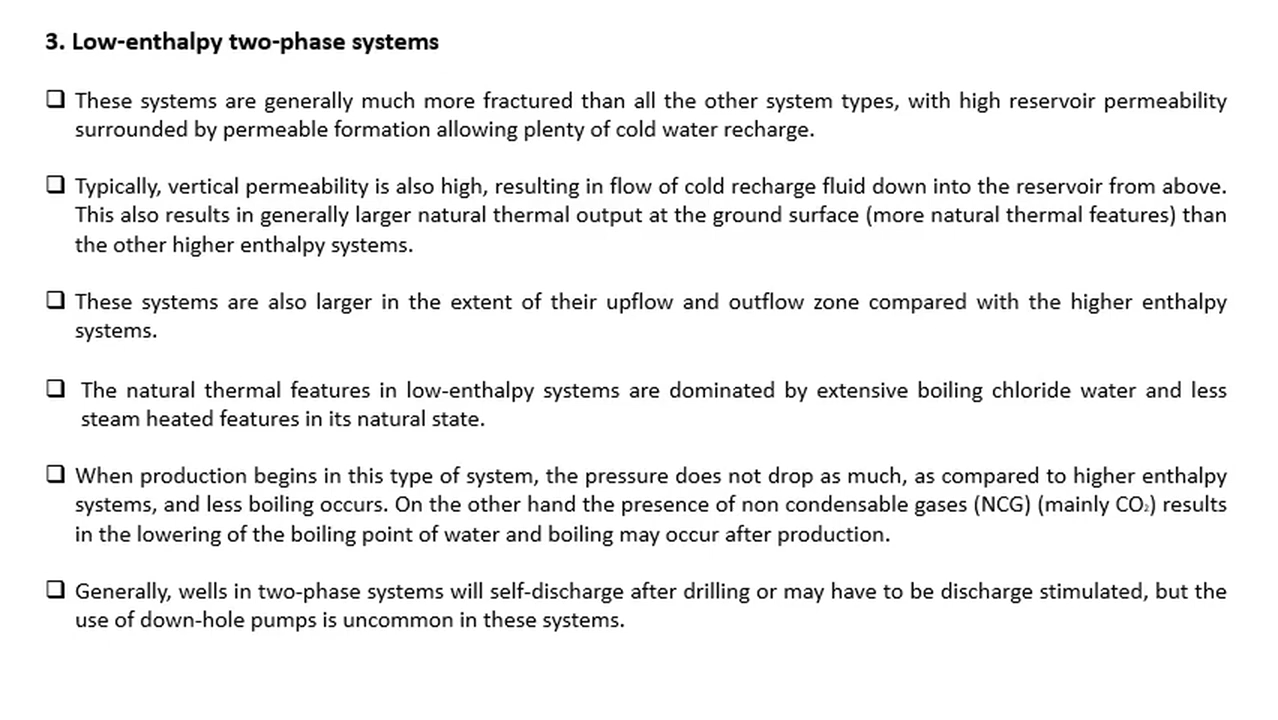 3. Low-enthalpy two-phase systems
❑ These systems are generally much more fractured than all the other system types, with high reservoir permeability
surrounded by permeable formation allowing plenty of cold water recharge.
❑ Typically, vertical permeability is also high, resulting in flow of cold recharge fluid down into the reservoir from above.
This also results in generally larger natural thermal output at the ground surface (more natural thermal features) than
the other higher enthalpy systems.
❑ These systems are also larger in the extent of their upflow and outflow zone compared with the higher enthalpy
systems.
❑ The natural thermal features in low-enthalpy systems are dominated by extensive boiling chloride water and less
steam heated features in its natural state.
❑ When production begins in this type of system, the pressure does not drop as much, as compared to higher enthalpy
systems, and less boiling occurs. On the other hand the presence of non condensable gases (NCG) (mainly CO₂) results
in the lowering of the boiling point of water and boiling may occur after production.
❑ Generally, wells in two-phase systems will self-discharge after drilling or may have to be discharge stimulated, but the
use of down-hole pumps is uncommon in these systems.